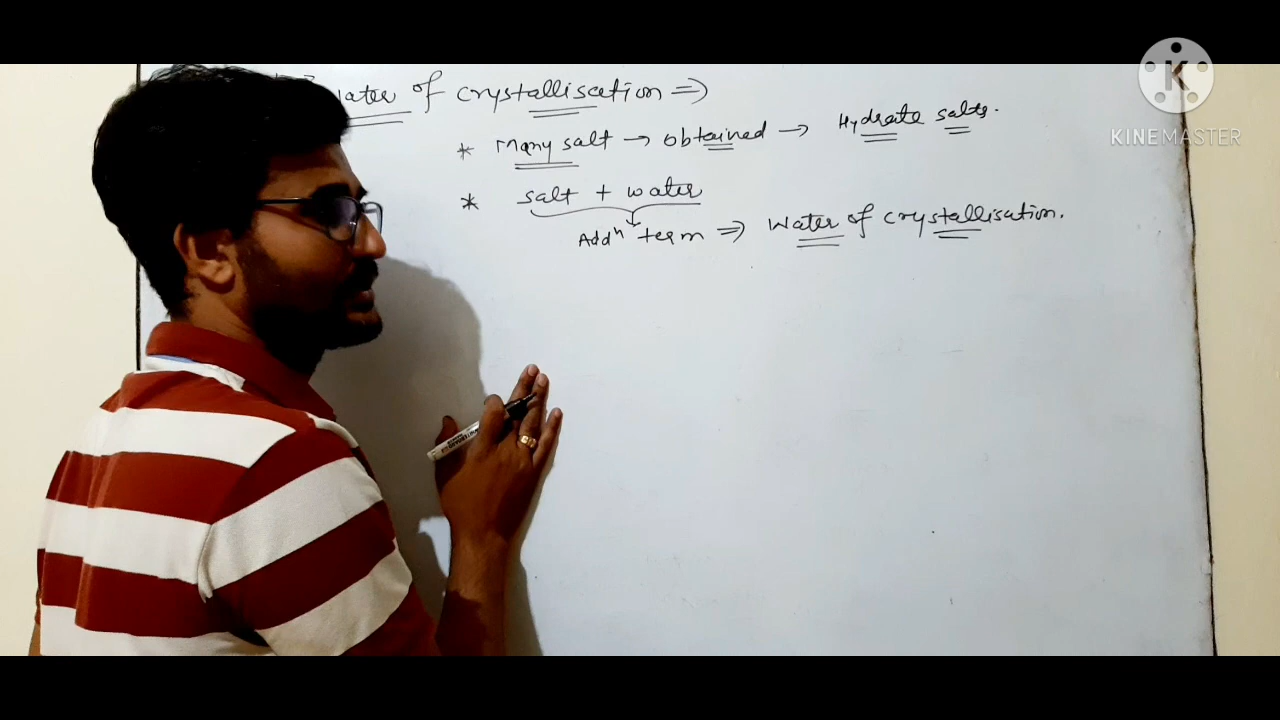 Water of crystallisation ⇒
* Many salt → obtained → Hydrate salts.
* salt + water
Addⁿ term ⇒ Water of crystallisation.
K
KINEMASTER